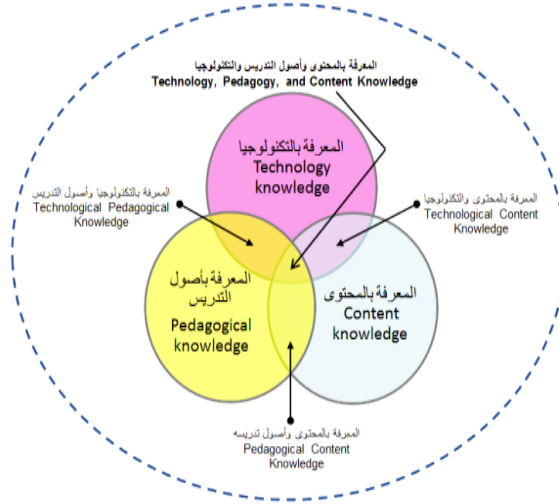 المعرفة بالمحتوى وأصول التدريس والتكنولوجيا
Technology, Pedagogy, and Content Knowledge
المعرفة بالتكنولوجيا
Technology
knowledge
المعرفة بالتكنولوجيا وأصول التدريس
Technological Pedagogical
Knowledge
المعرفة بالمحتوى والتكنولوجيا
Technological Content
Knowledge
المعرفة بأصول
التدريس
Pedagogical
knowledge
المعرفة بالمحتوى
Content
knowledge
المعرفة بالمحتوى وأصول تدريسه
Pedagogical Content
Knowledge